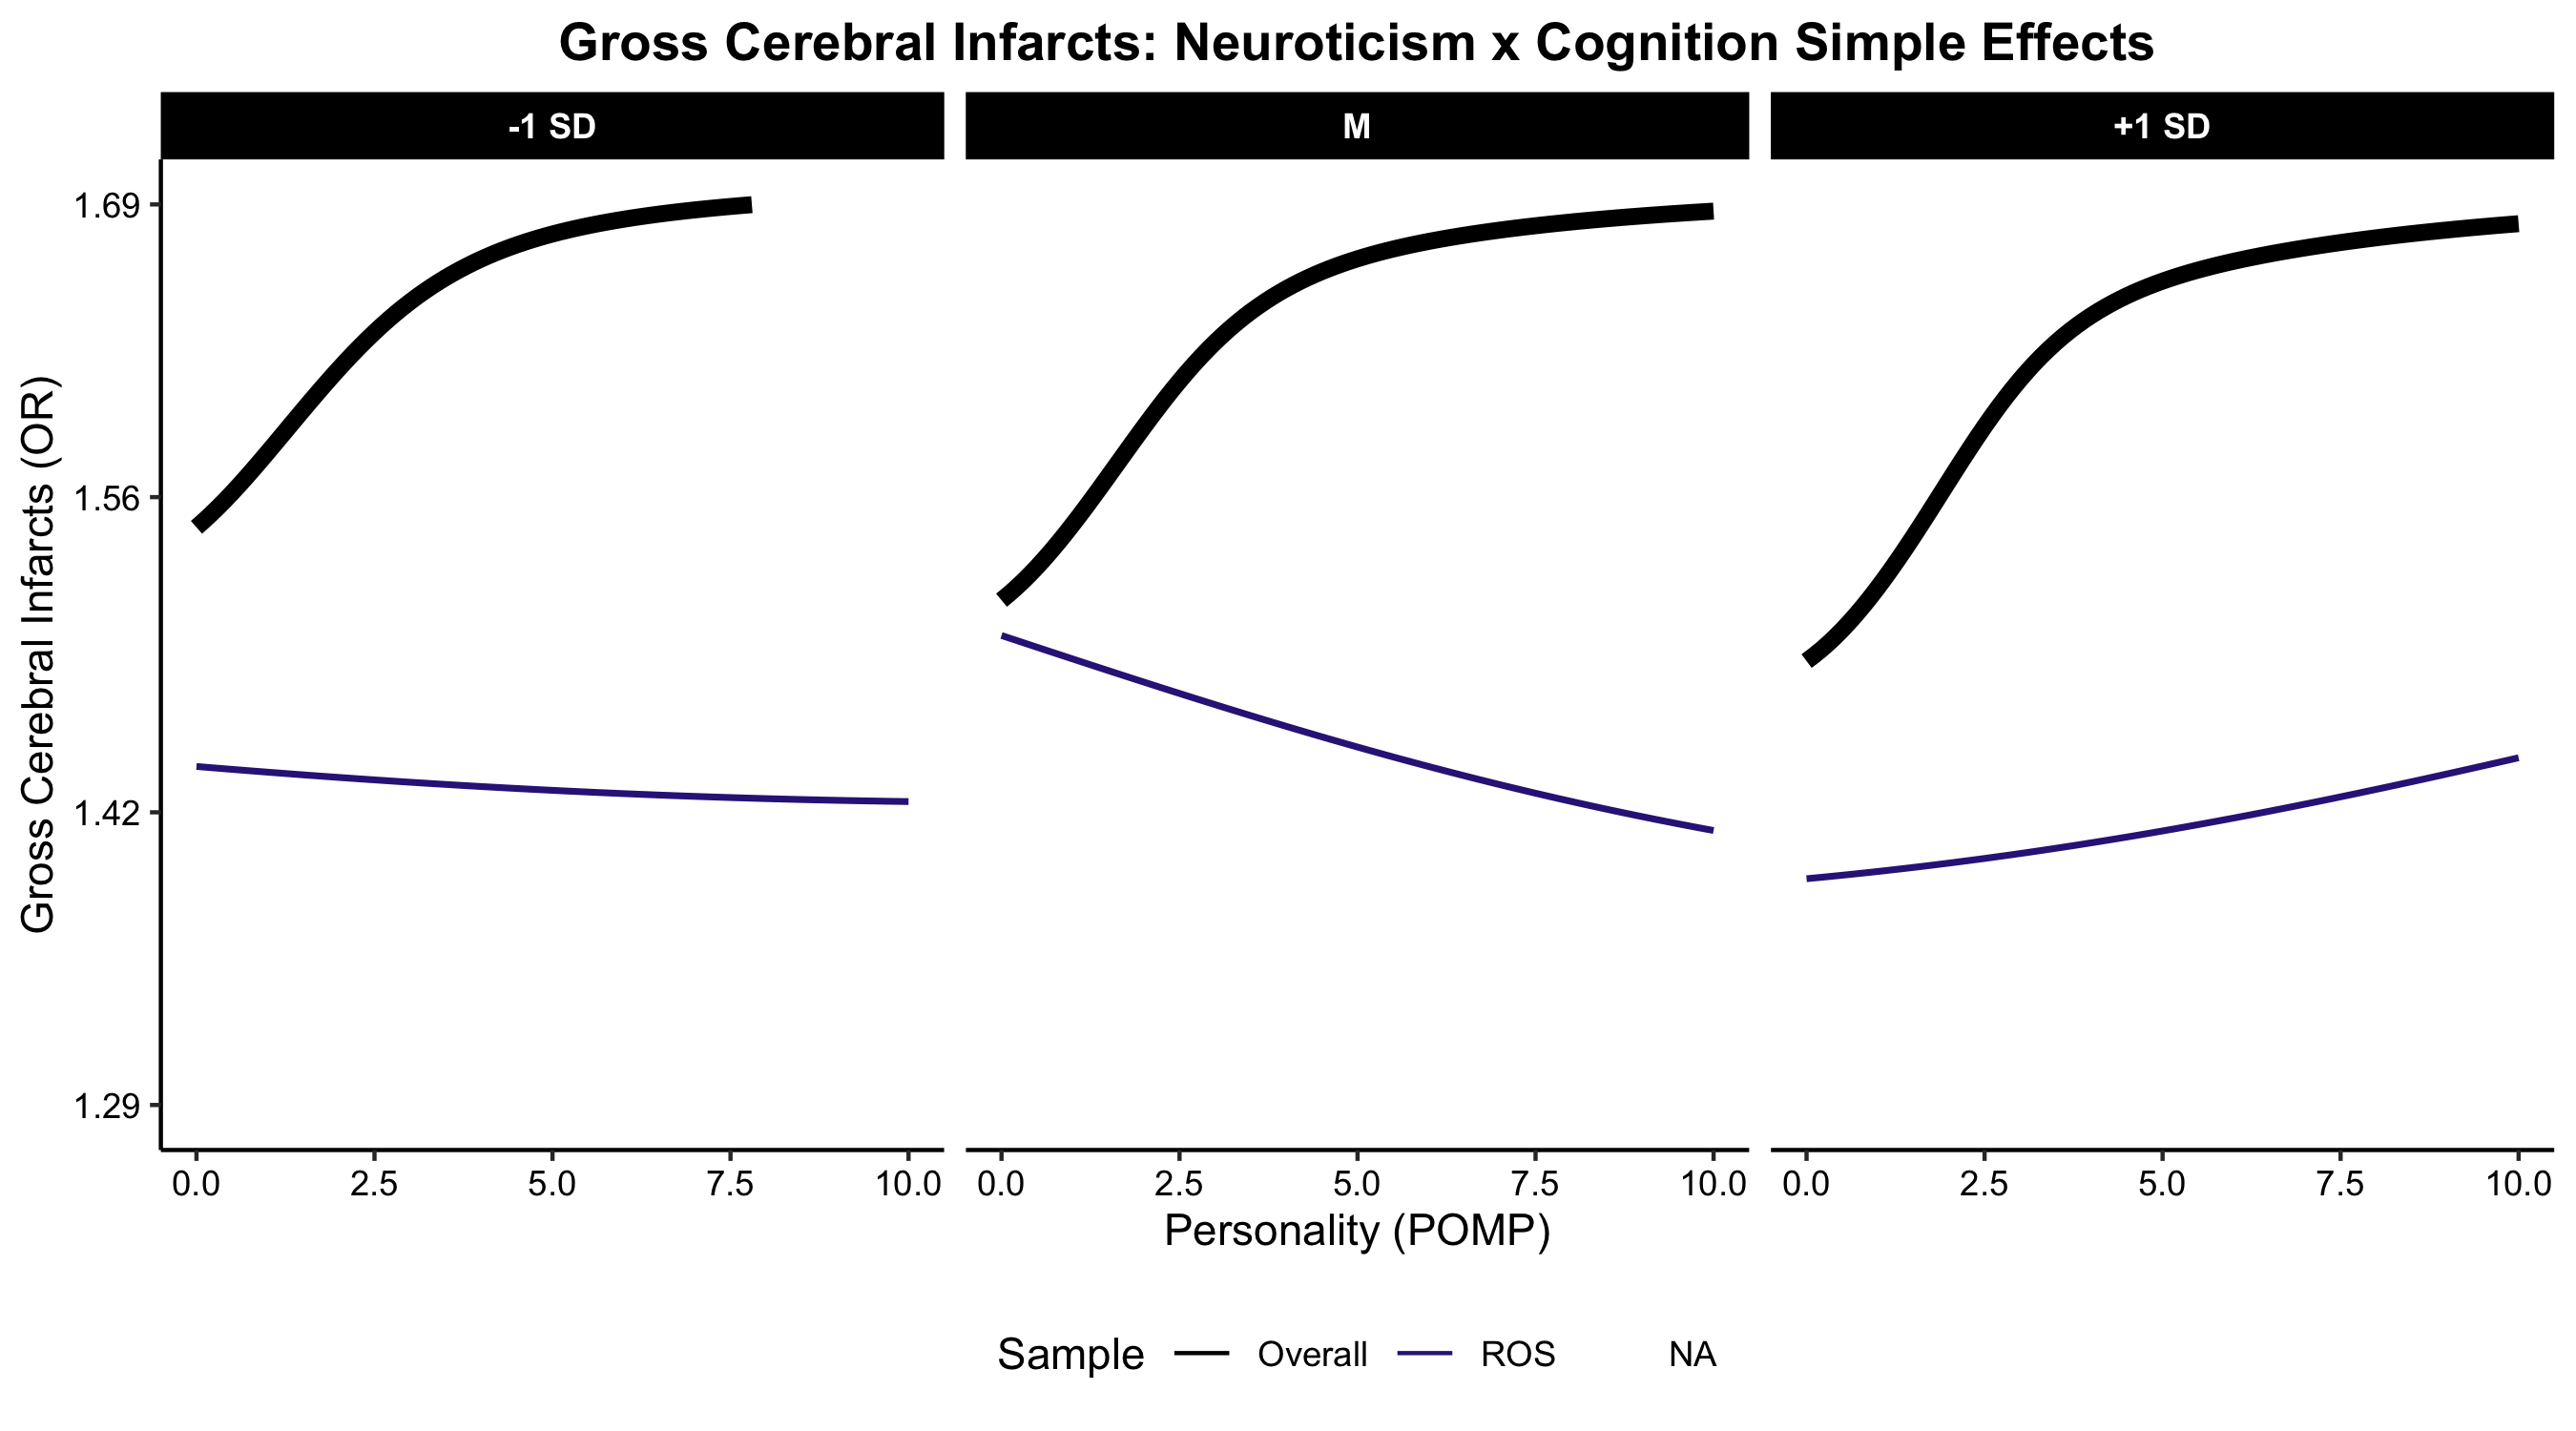 Gross Cerebral Infarcts: Neuroticism x Cognition Simple Effects
-1 SD M +1 SD
Gross Cerebral Infarcts (OR)
1.69
1.56
1.42
1.29
0.0 2.5 5.0 7.5 10.0 0.0 2.5 5.0 7.5 10.0 0.0 2.5 5.0 7.5 10.0
Personality (POMP)
Sample Overall ROS NA